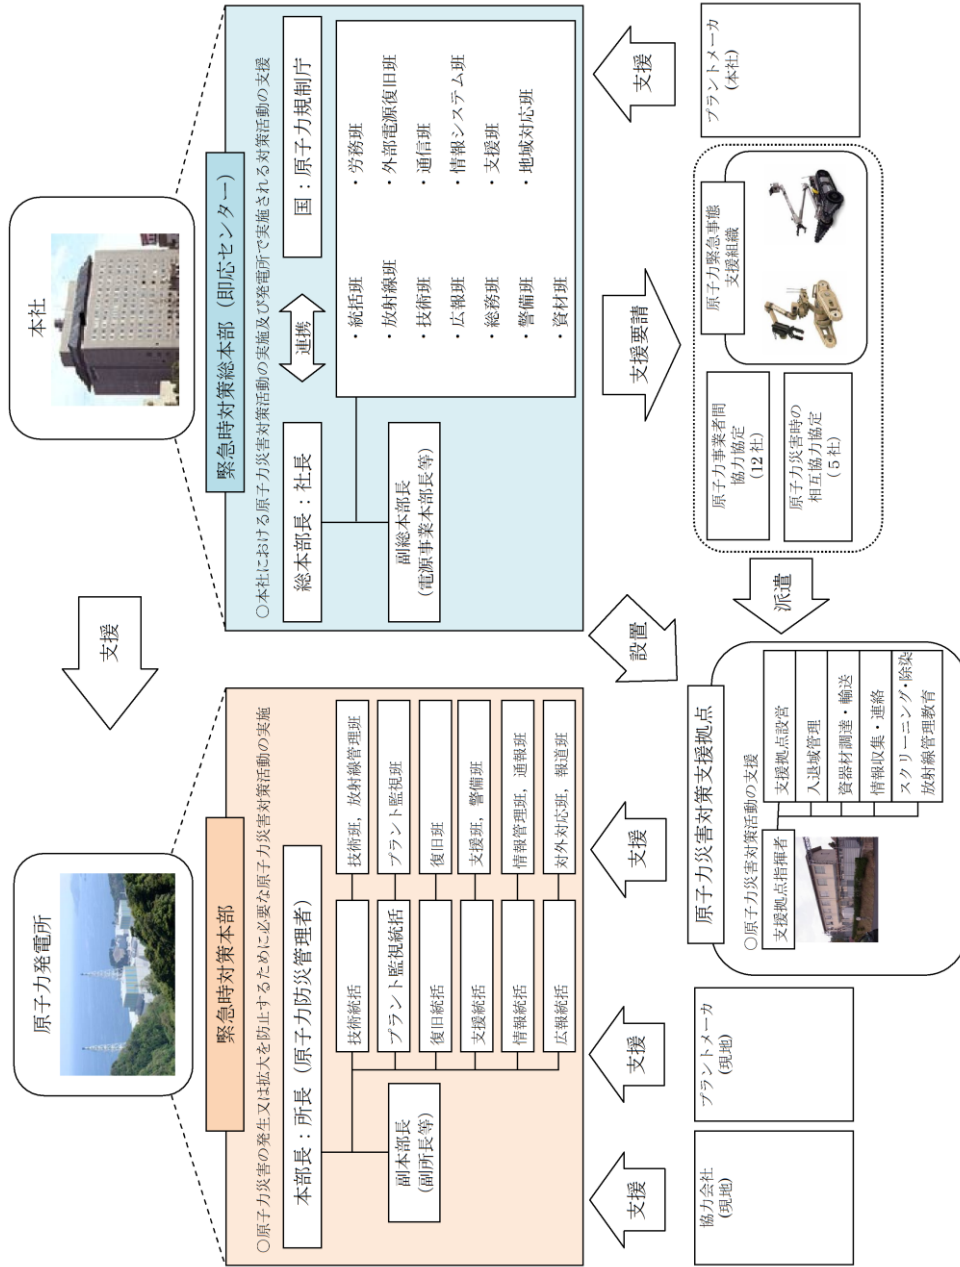 原子力発電所
緊急時対策本部
○原子力災害の発生又は拡大を防止するために必要な原子力災害対策活動の実施
本部長：所長（原子力防災管理者）
副本部長
(副所長等)
技術統括
技術班，放射線管理班
プラント監視統括
プラント監視班
復旧統括
復旧班
支援統括
支援班，警備班
情報統括
情報管理班，通報班
広報統括
対外対応班，報道班
支援
本社
緊急時対策総本部（即応センター）
○本社における原子力災害対策活動の実施及び発電所で実施される対策活動の支援
総本部長：社長
連携
国：原子力規制庁
副総本部長
(電源事業本部長等)
・統括班
・労務班
・放射線班
・外部電源復旧班
・技術班
・通信班
・広報班
・情報システム班
・総務班
・支援班
・警備班
・地域対応班
・資材班
支援
支援
支援
設置
支援要請
支援
協力会社
(現地)
プラントメーカ
(現地)
原子力災害対策支援拠点
○原子力災害対策活動の支援
支援拠点指揮者
支援拠点設営
入退域管理
資器材調達・輸送
情報収集・連絡
スクリーニング・除染
放射線管理教育
派遣
原子力事業者間
協力協定
(12社)
原子力災害時の
相互協力協定
(5社)
原子力緊急事態
支援組織
プラントメーカ
(本社)